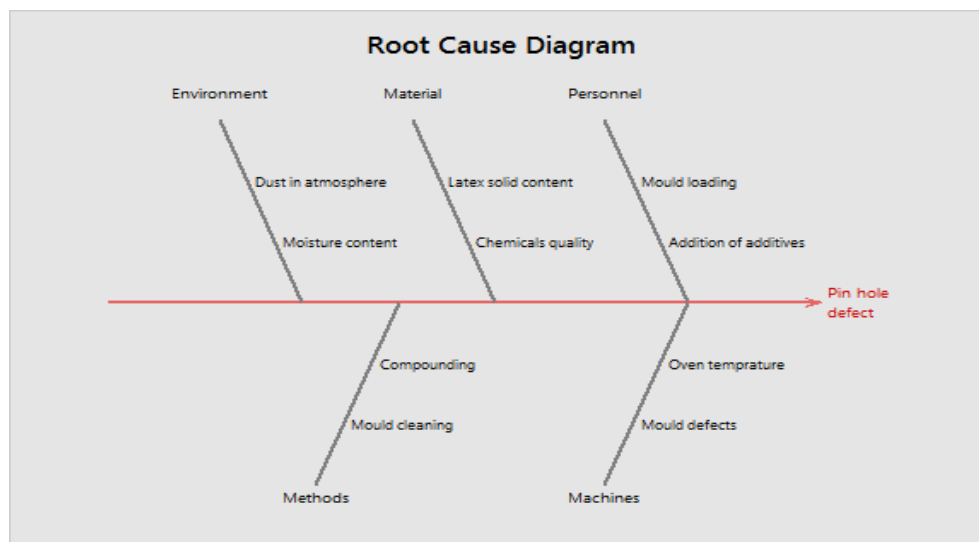 Root Cause Diagram
Environment
Material
Personnel
Dust in atmosphere
Latex solid content
Mould loading
Moisture content
Chemicals quality
Addition of additives
Pin hole
defect
Compounding
Oven temprature
Mould cleaning
Mould defects
Methods
Machines